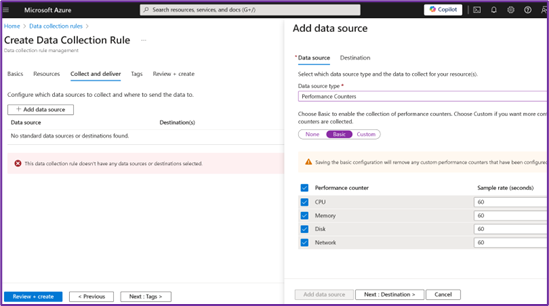 Microsoft Azure
Search resources, services, and docs (G+/)
Copilot
Home > Data collection rules >
Create Data Collection Rule ...
Data collection rule management
Basics Resources Collect and deliver Tags Review + create
Configure which data sources to collect and where to send the data to.
+ Add data source
Data source Destination(s)
No standard data sources or destinations found.
This data collection rule doesn't have any data sources or destinations selected.
Review + create < Previous Next : Tags >
Add data source
* Data source Destination
Select which data source type and the data to collect for your resource(s).
Data source type *
Performance Counters
Choose Basic to enable the collection of performance counters. Choose Custom if you want more con
counters are collected.
None Basic Custom
Saving the basic configuration will remove any custom performance counters that have been configured
Performance counter Sample rate (seconds)
CPU 60
Memory 60
Disk 60
Network 60
Add data source Next : Destination > Cancel